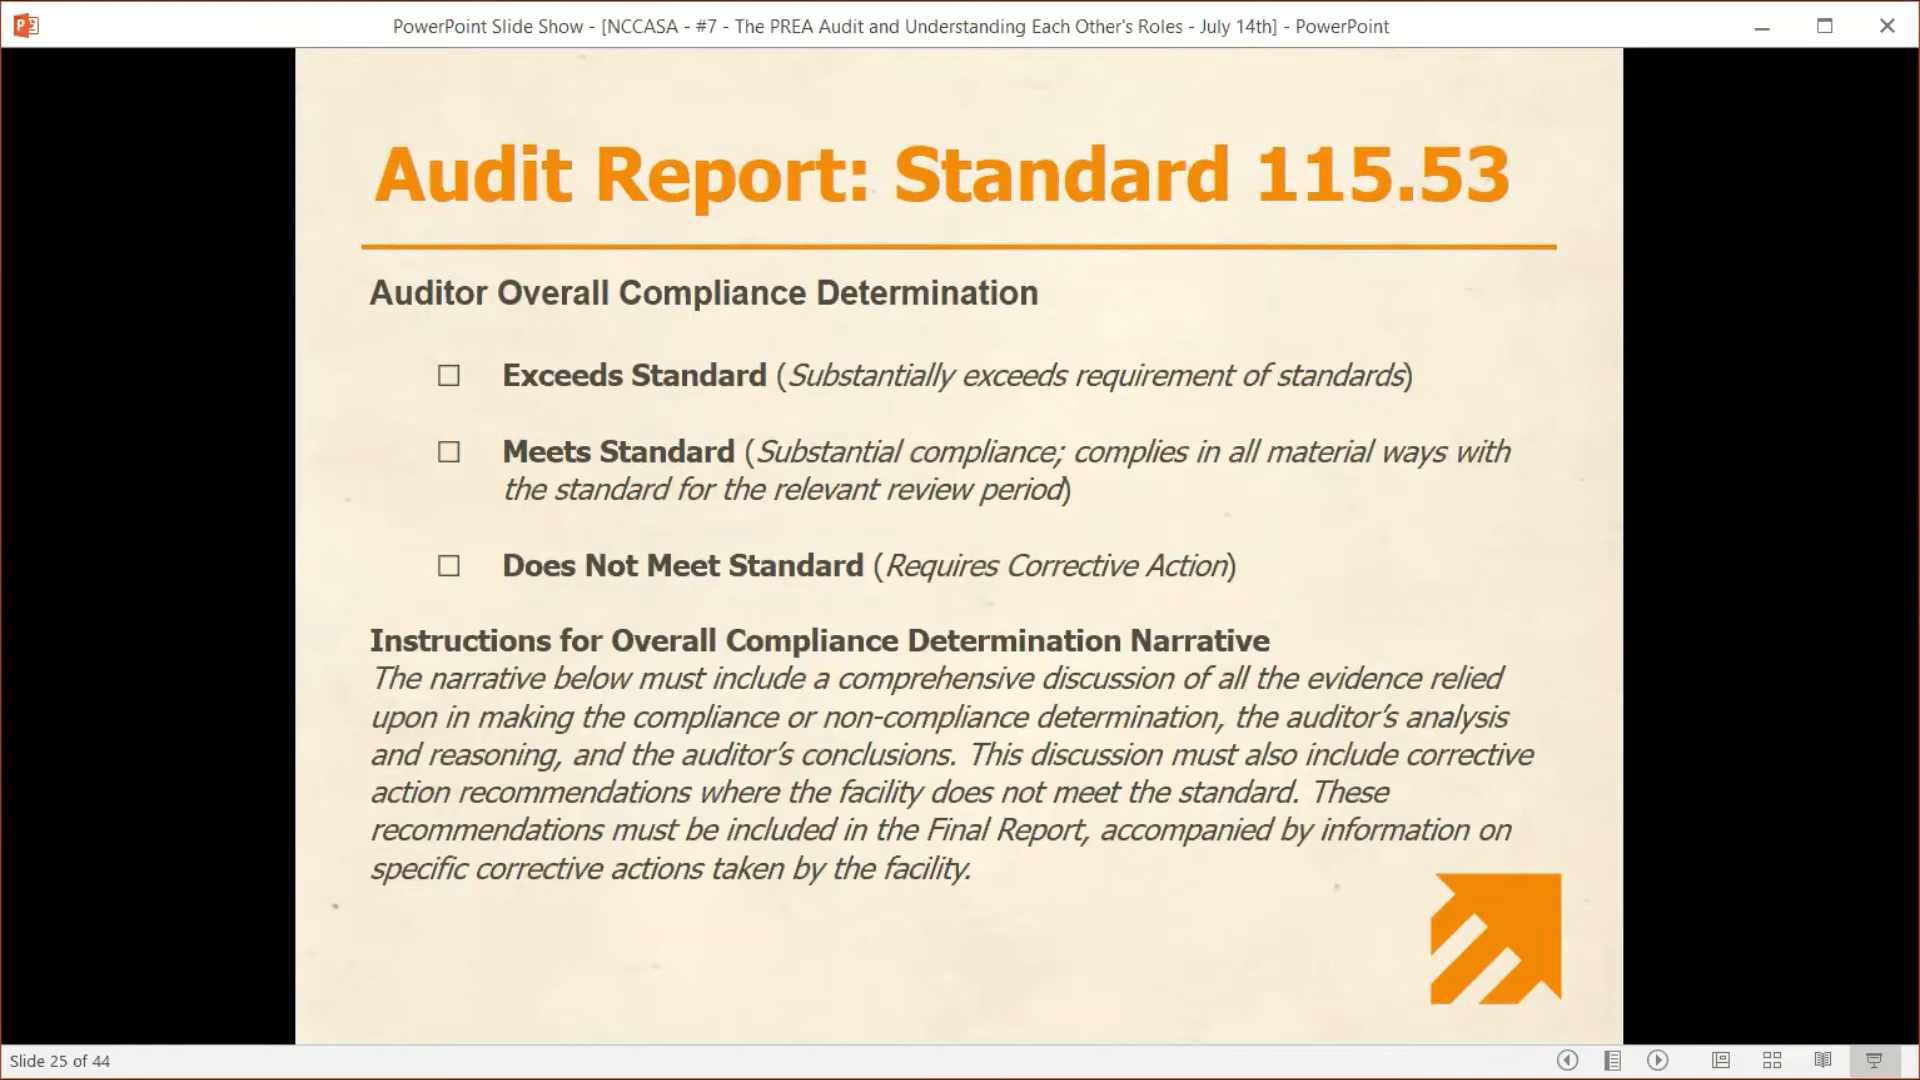 PowerPoint Slide Show - [NCCASA - #7 - The PREA Audit and Understanding Each Other's Roles - July 14th] - PowerPoint
Audit Report: Standard 115.53
Auditor Overall Compliance Determination
☐ Exceeds Standard (Substantially exceeds requirement of standards)
☐ Meets Standard (Substantial compliance; complies in all material ways with
the standard for the relevant review period)
☐ Does Not Meet Standard (Requires Corrective Action)
Instructions for Overall Compliance Determination Narrative
The narrative below must include a comprehensive discussion of all the evidence relied
upon in making the compliance or non-compliance determination, the auditor’s analysis
and reasoning, and the auditor’s conclusions. This discussion must also include corrective
action recommendations where the facility does not meet the standard. These
recommendations must be included in the Final Report, accompanied by information on
specific corrective actions taken by the facility.
Slide 25 of 44